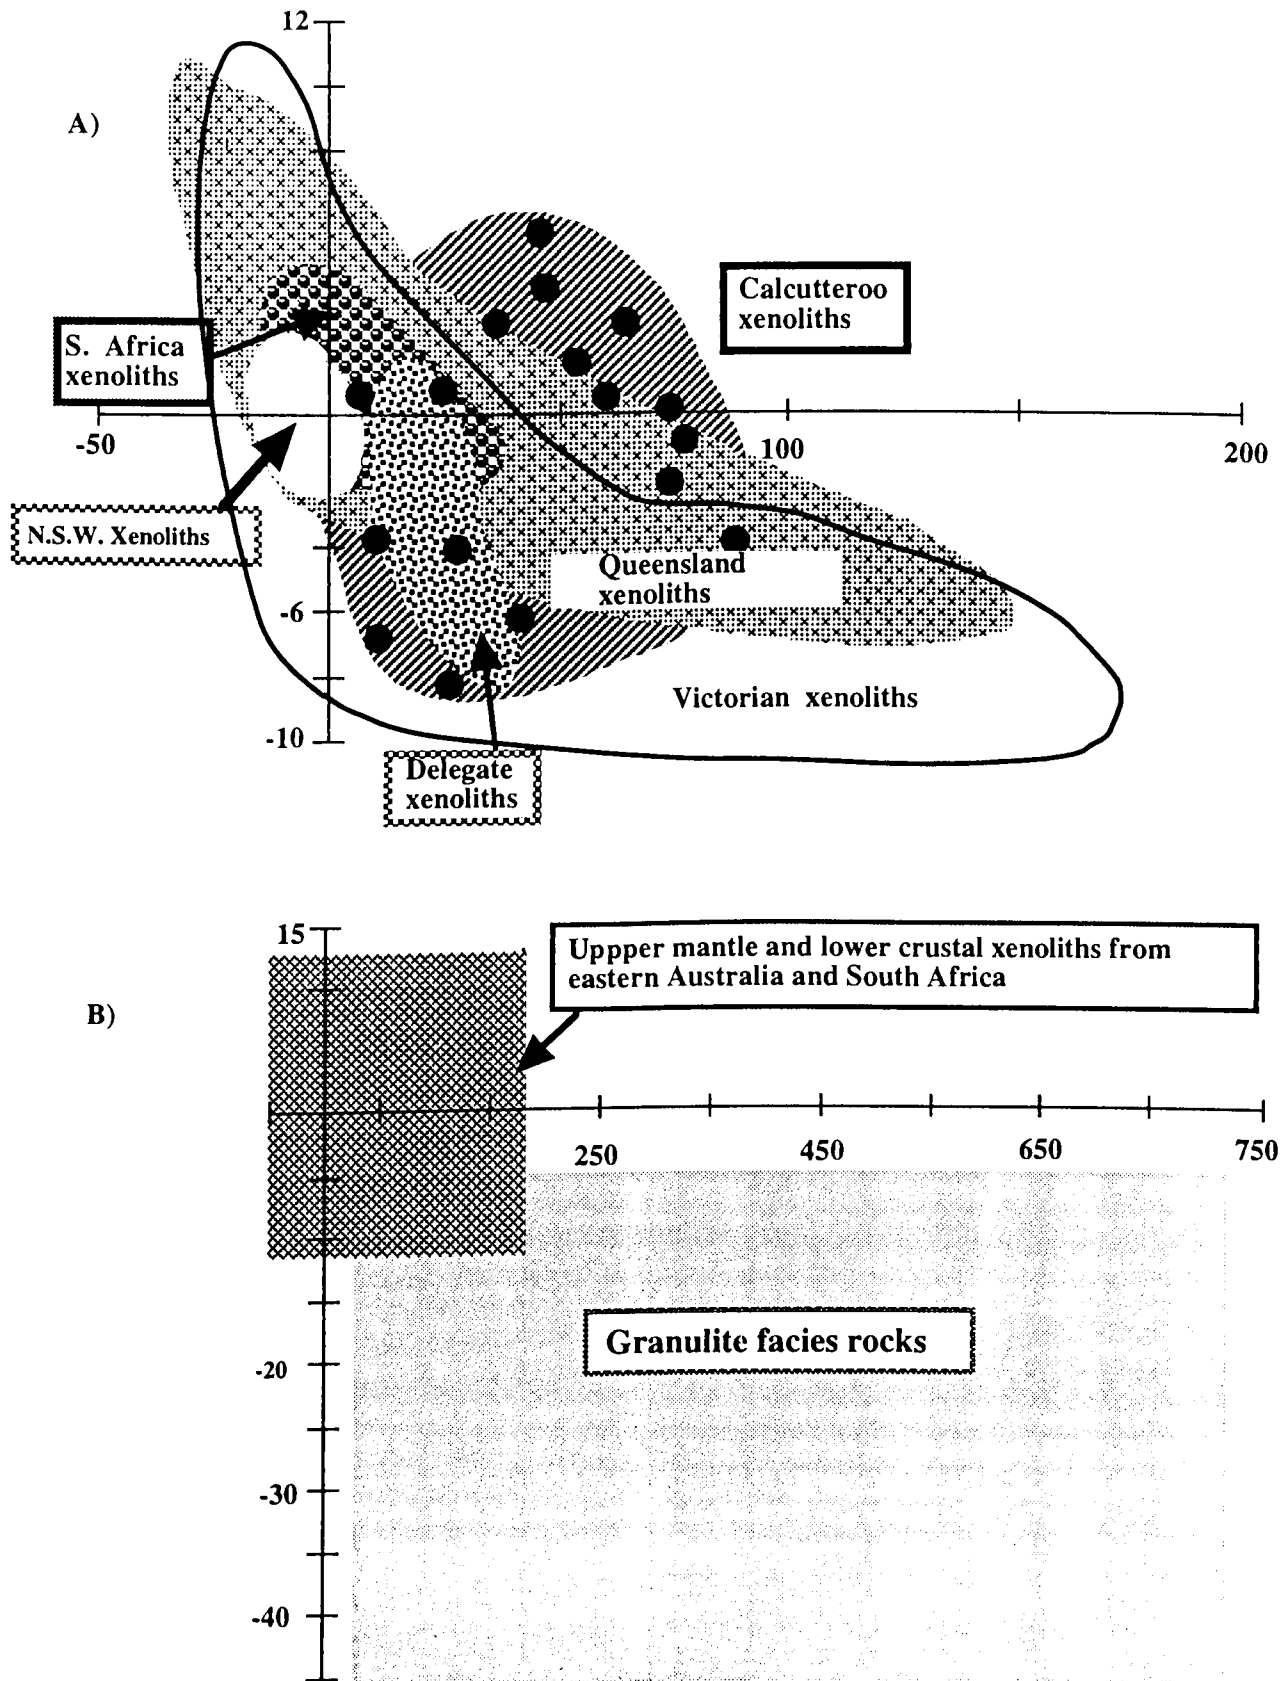 12
A)
Calcutteroo
xenoliths
S. Africa
xenoliths
-50
100
200
N.S.W. Xenoliths
Queensland
xenoliths
-6
Victorian xenoliths
-10
Delegate
xenoliths
15
Uppper mantle and lower crustal xenoliths from
eastern Australia and South Africa
B)
250
450
650
750
Granulite facies rocks
-20
-30
-40